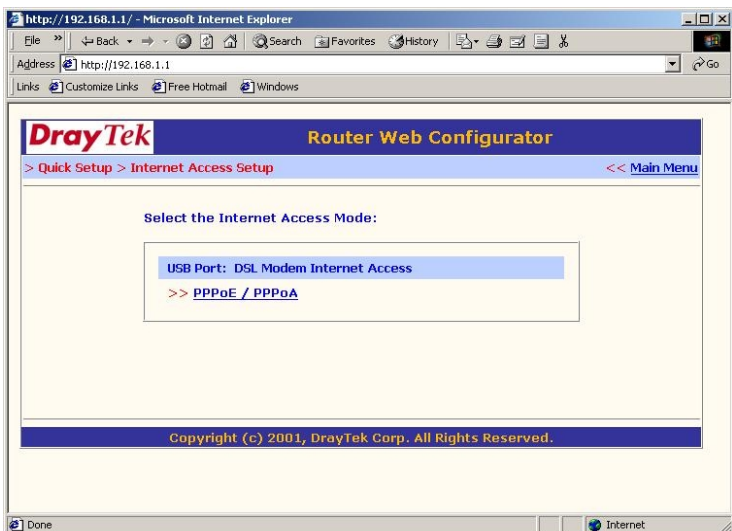 http://192.168.1.1/ - Microsoft Internet Explorer
File » Back Search Favorites History
Address http://192.168.1.1 Go
Links Customize Links Free Hotmail Windows
DrayTek Router Web Configurator
> Quick Setup > Internet Access Setup << Main Menu
Select the Internet Access Mode:
USB Port: DSL Modem Internet Access
>> PPPoE / PPPoA
Copyright (c) 2001, DrayTek Corp. All Rights Reserved.
Done Internet